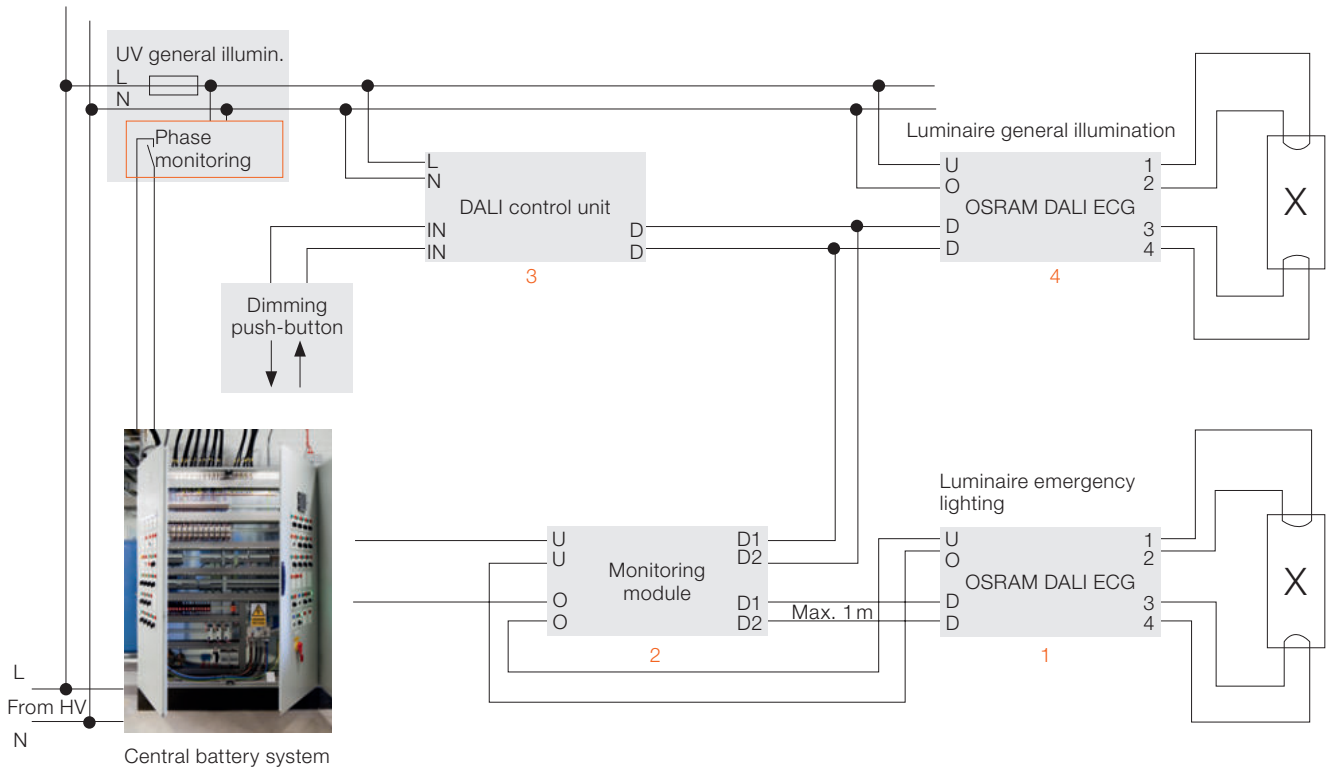 UV general illumin.
L
N
Phase
monitoring
L
N
DALI control unit
IN
IN
D
D
3
Dimming
push-button
Luminaire general illumination
U
O
D
D
OSRAM DALI ECG
1
2
3
4
4
X
Luminaire emergency
lighting
U
O
D
D
OSRAM DALI ECG
1
2
3
4
1
X
U
U
O
O
Monitoring
module
D1
D2
D1
D2
Max. 1 m
2
L
From HV
N
Central battery system